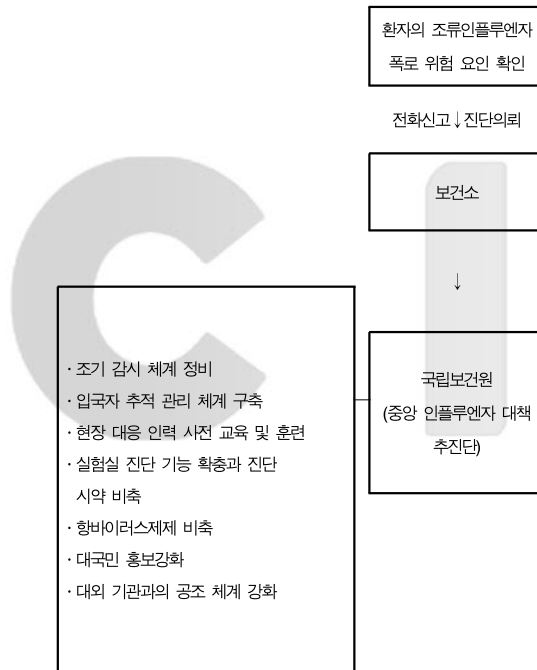 환자의 조류인플루엔자
폭로 위험 요인 확인
전화신고↓진단의뢰
보건소
↓
국립보건원
(중앙 인플루엔자 대책
추진단)
· 조기 감시 체계 정비
· 입국자 추적 관리 체계 구축
· 현장 대응 인력 사전 교육 및 훈련
· 실험실 진단 기능 확충과 진단
시약 비축
· 항바이러스제제 비축
· 대국민 홍보강화
· 대외 기관과의 공조 체계 강화